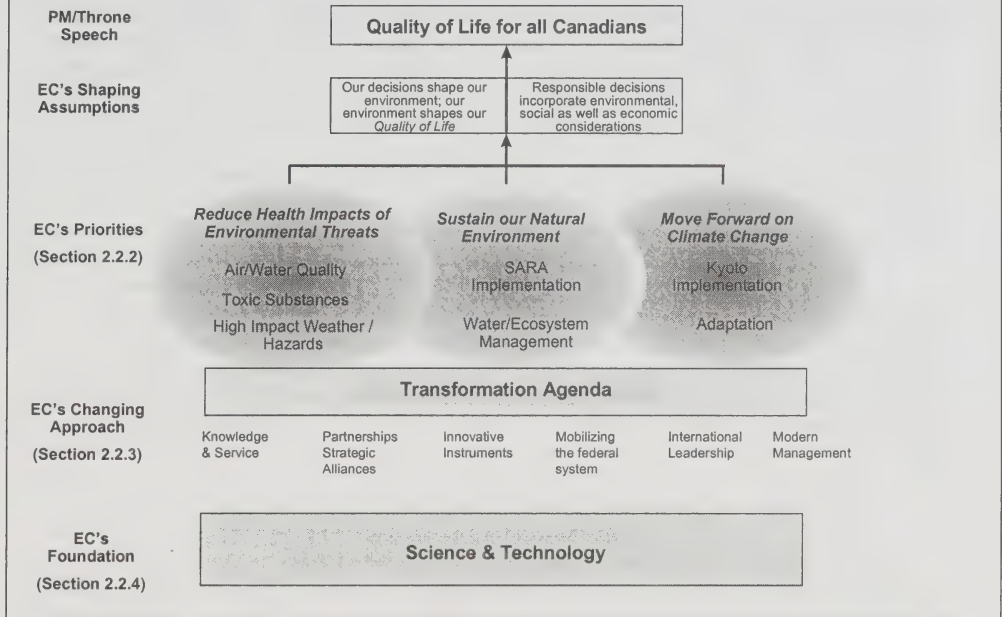 PM/Throne
Speech
Quality of Life for all Canadians
EC's Shaping
Assumptions
Our decisions shape our
environment; our
environment shapes our
Quality of Life
Responsible decisions
incorporate environmental,
social as well as economic
considerations
EC's Priorities
(Section 2.2.2)
Reduce Health Impacts of
Environmental Threats
Air/Water Quality
Toxic Substances
High Impact Weather /
Hazards
Sustain our Natural
Environment
SARA
Implementation
Water/Ecosystem
Management
Move Forward on
Climate Change
Kyoto
Implementation
Adaptation
EC's Changing
Approach
(Section 2.2.3)
Transformation Agenda
Knowledge
& Service
Partnerships
Strategic
Alliances
Innovative
Instruments
Mobilizing
the federal
system
International
Leadership
Modern
Management
EC's
Foundation
(Section 2.2.4)
Science & Technology